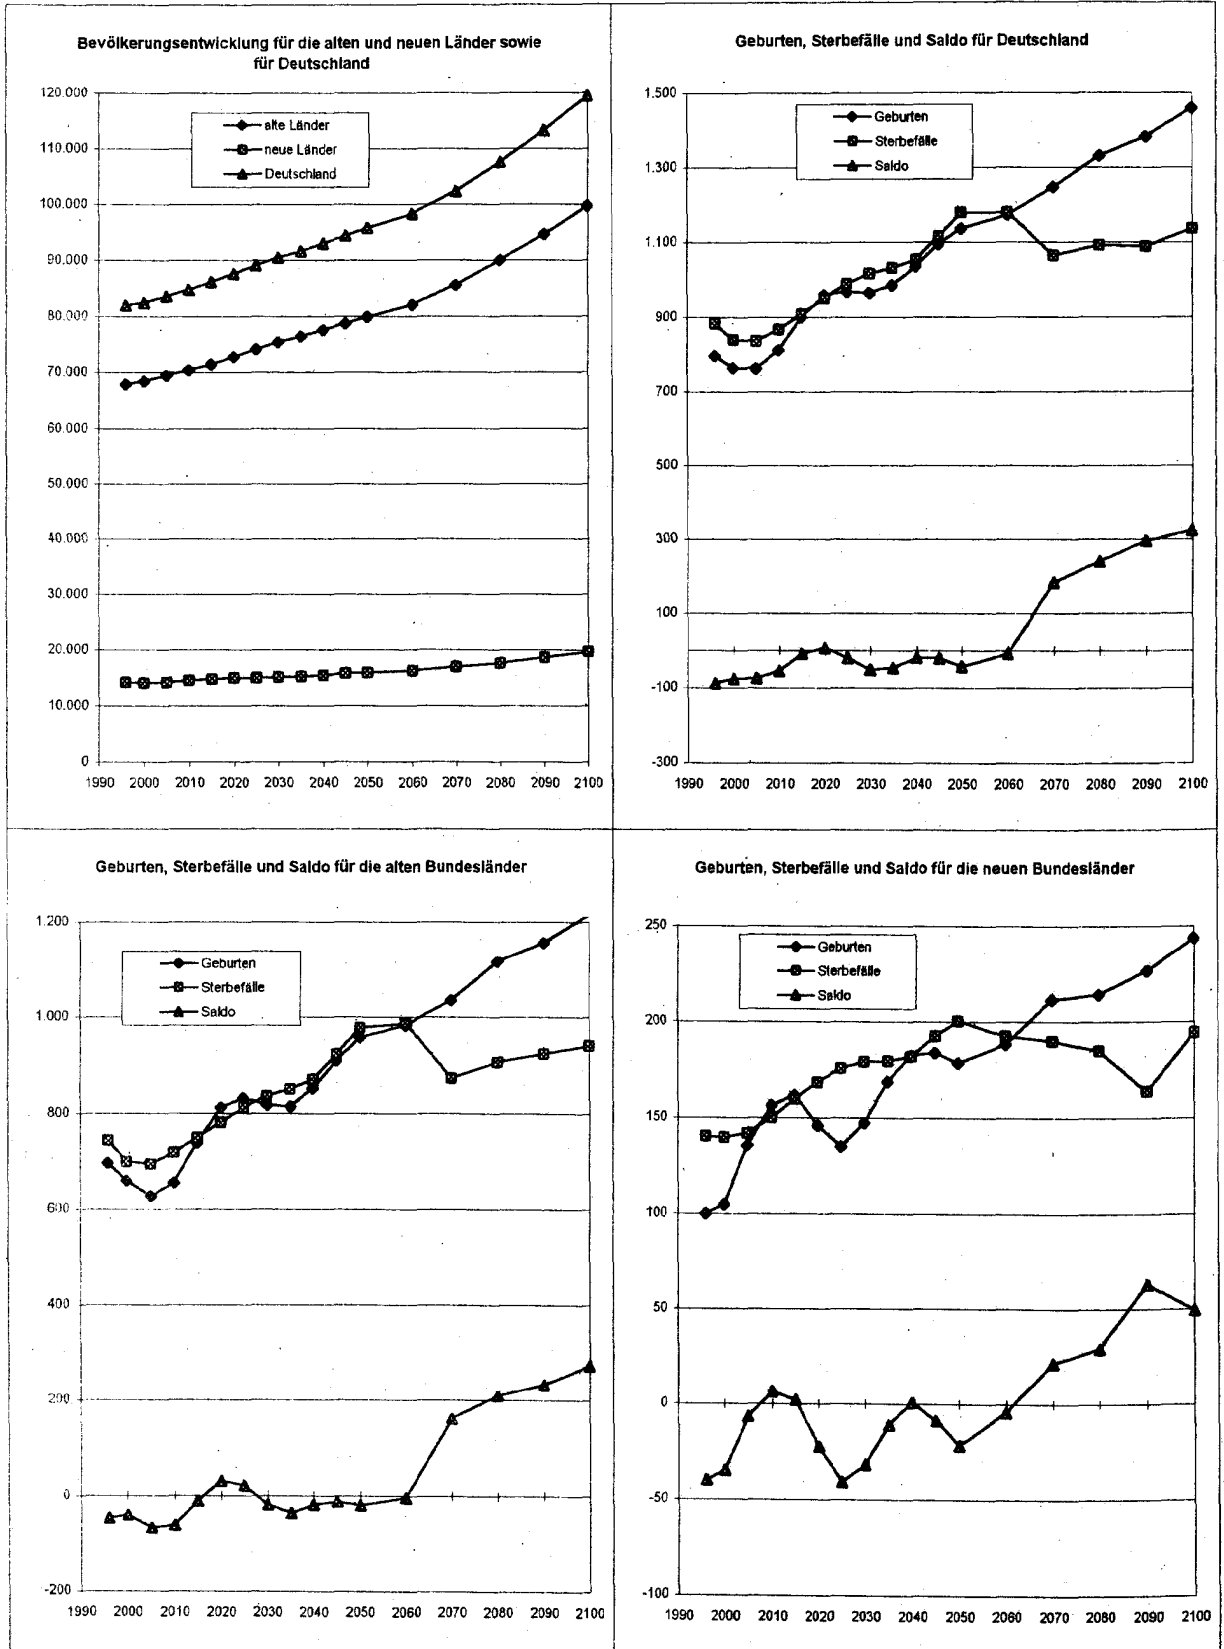 Bevölkerungsentwicklung für die alten und neuen Länder sowie
für Deutschland
120.000
110.000
100.000
90.000
80.000
70.000
60.000
50.000
40.000
30.000
20.000
10.000
0
alte Länder
neue Länder
Deutschland
1990 2000 2010 2020 2030 2040 2050 2060 2070 2080 2090 2100
Geburten, Sterbefälle und Saldo für Deutschland
1.500
1.300
1.100
900
700
500
300
100
-100
-300
Geburten
Sterbefälle
Saldo
1990 2000 2010 2020 2030 2040 2050 2060 2070 2080 2090 2100
Geburten, Sterbefälle und Saldo für die alten Bundesländer
1.200
1.000
800
600
400
200
0
-200
Geburten
Sterbefälle
Saldo
1990 2000 2010 2020 2030 2040 2050 2060 2070 2080 2090 2100
Geburten, Sterbefälle und Saldo für die neuen Bundesländer
250
200
150
100
50
0
-50
-100
Geburten
Sterbefälle
Saldo
1990 2000 2010 2020 2030 2040 2050 2060 2070 2080 2090 2100